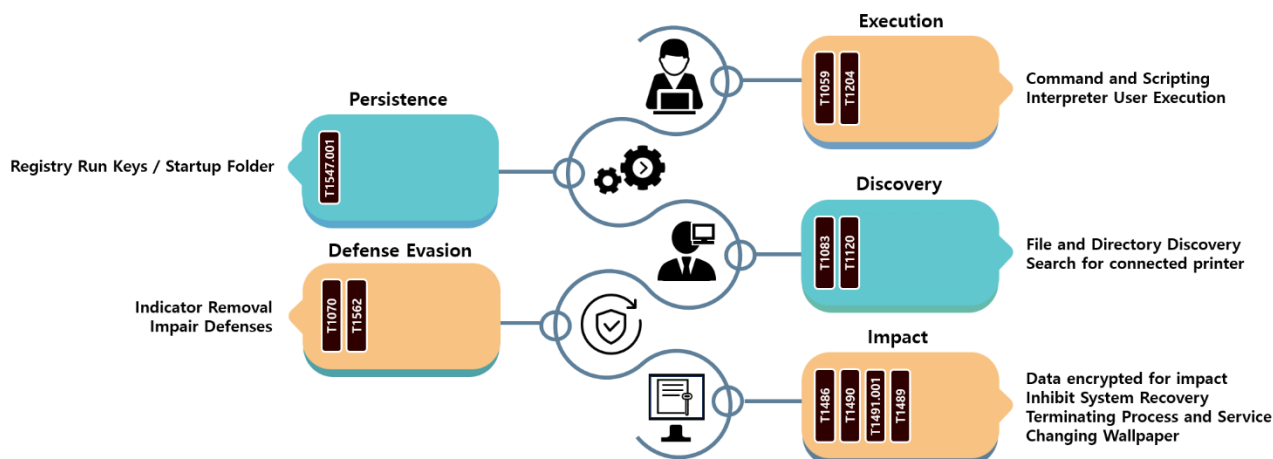 Execution
T1059
T1204
Command and Scripting
Interpreter User Execution
Persistence
T1547.001
Registry Run Keys / Startup Folder
Discovery
T1083
T1120
File and Directory Discovery
Search for connected printer
Defense Evasion
T1070
T1562
Indicator Removal
Impair Defenses
Impact
T1486
T1490
T1491.001
T1489
Data encrypted for impact
Inhibit System Recovery
Terminating Process and Service
Changing Wallpaper